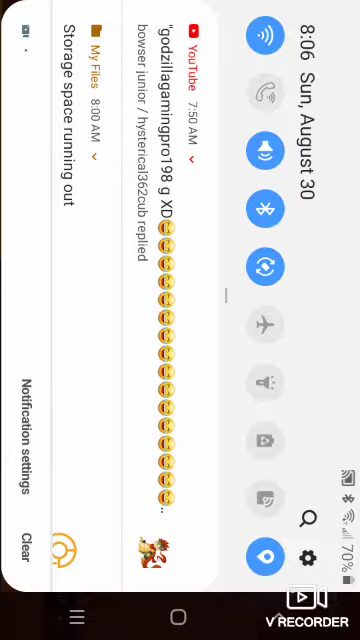 8:06 Sun, August 30
70%
YouTube 7:50 AM
"godzillagamingpro198 g XD😄😄😄😄😄😄😄😄😄😄😄😄😄😄😄😄..
bowser junior / hysterical362cub replied
My Files 8:00 AM
Storage space running out
Notification settings
Clear
V RECORDER